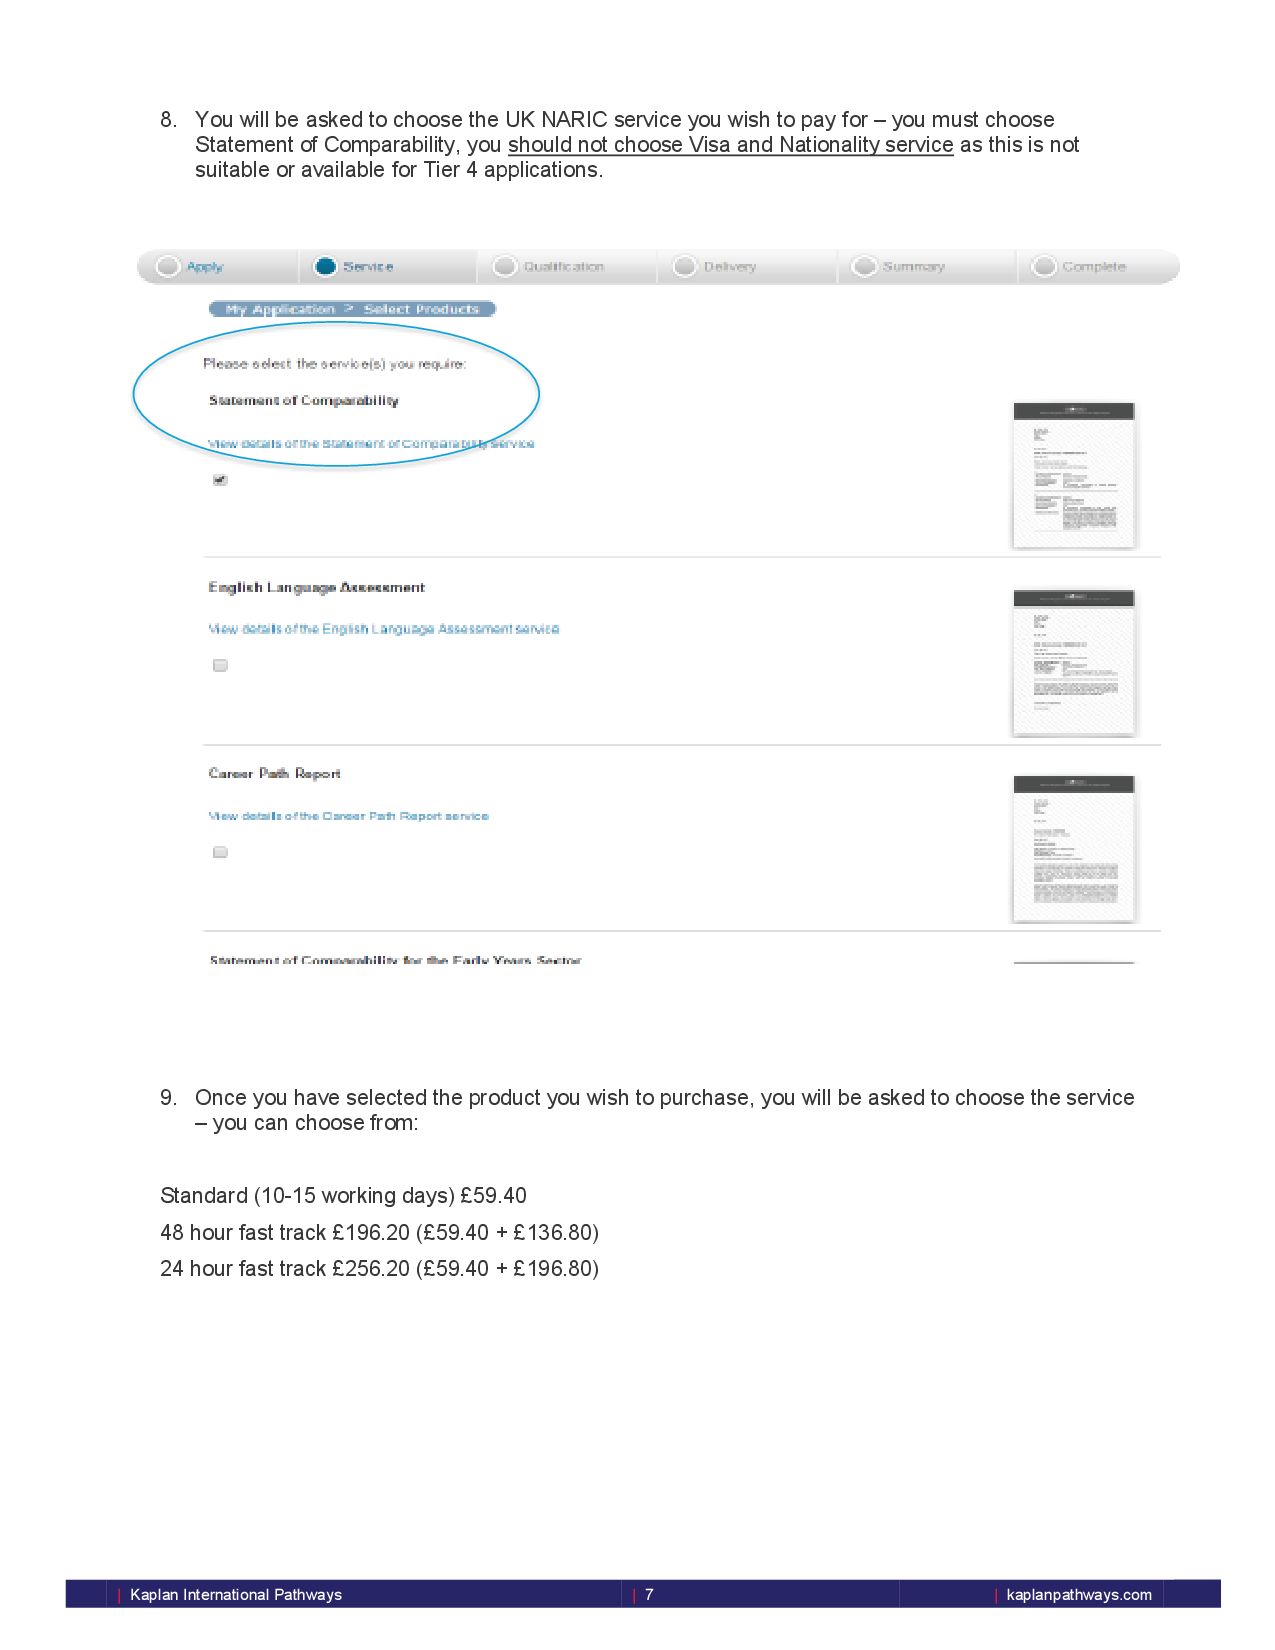 8. You will be asked to choose the UK NARIC service you wish to pay for – you must choose
Statement of Comparability, you should not choose Visa and Nationality service as this is not
suitable or available for Tier 4 applications.
Apply Service Qualification Delivery Summary Complete
My Application > Select Products
Please select the service(s) you require:
Statement of Comparability
View details of the Statement of Comparability service
English Language Assessment
View details of the English Language Assessment service
Career Path Report
View details of the Career Path Report service
Statement of Comparability for the Early Years Sector
9. Once you have selected the product you wish to purchase, you will be asked to choose the service
– you can choose from:
Standard (10-15 working days) £59.40
48 hour fast track £196.20 (£59.40 + £136.80)
24 hour fast track £256.20 (£59.40 + £196.80)
| Kaplan International Pathways | 7 | kaplanpathways.com